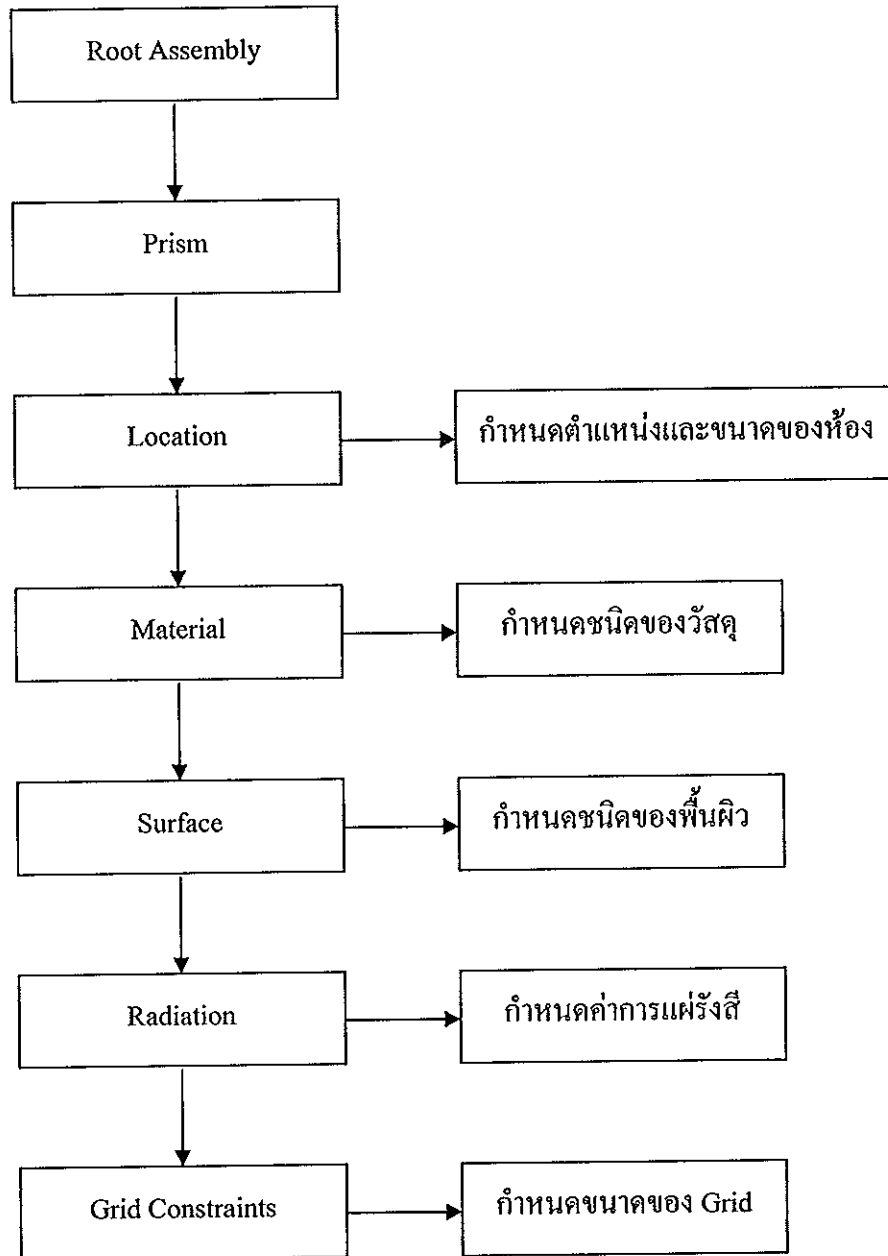 Root Assembly
Prism
Location
กำหนดตำแหน่งและขนาดของห้อง
Material
กำหนดชนิดของวัสดุ
Surface
กำหนดชนิดของพื้นผิว
Radiation
กำหนดค่าการแผ่รังสี
Grid Constraints
กำหนดขนาดของ Grid